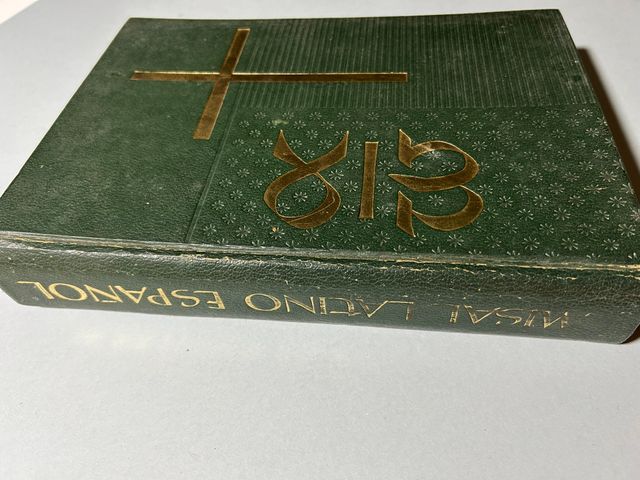 α
ω
MISAL LATINO ESPAÑOL